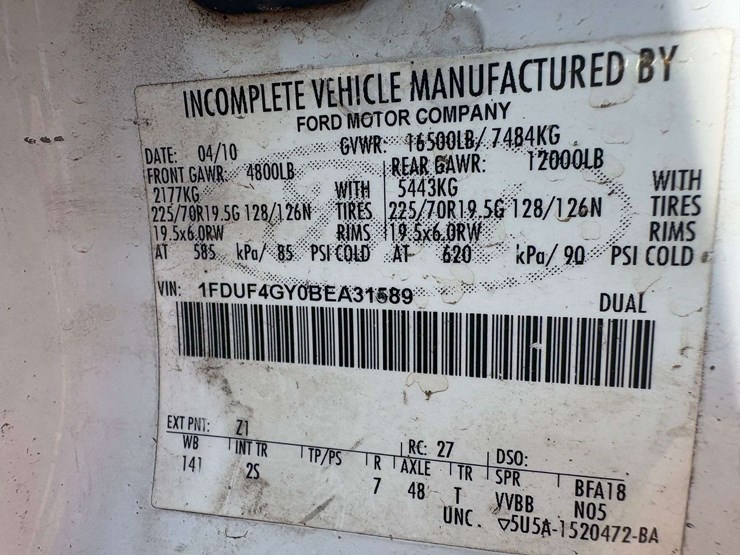 INCOMPLETE VEHICLE MANUFACTURED BY
FORD MOTOR COMPANY
DATE: 04/10 GVWR: 16500LB/ 7484KG
FRONT GAWR: 4800LB REAR GAWR: 12000LB
2177KG WITH 5443KG WITH
225/70R19.5G 128/126N TIRES 225/70R19.5G 128/126N TIRES
19.5x6.0RW RIMS 19.5x6.0RW RIMS
AT 585 kPa/ 85 PSI COLD AT 620 kPa/ 90 PSI COLD
VIN: 1FDUF4GY0BEA31589 DUAL
EXT PNT: Z1 RC: 27 DSO:
WB INT TR TP/PS R AXLE TR SPR BFA18
141 2S 7 48 T VVBB N05
UNC. ▽5U5A-1520472-BA